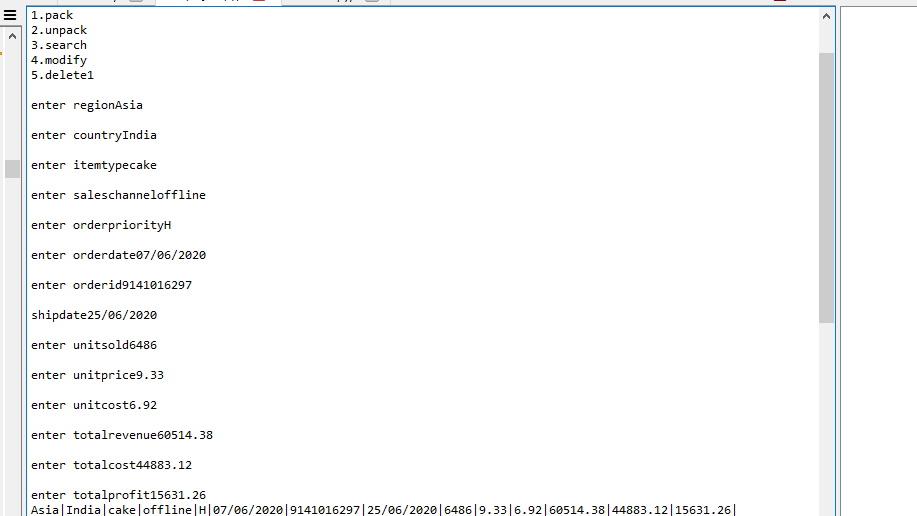 1.pack
2.unpack
3.search
4.modify
5.delete1
enter regionAsia
enter countryIndia
enter itemtypecake
enter saleschanneloffline
enter orderpriorityH
enter orderdate07/06/2020
enter orderid9141016297
shipdate25/06/2020
enter unitsold6486
enter unitprice9.33
enter unitcost6.92
enter totalrevenue60514.38
enter totalcost44883.12
enter totalprofit15631.26
Asia|India|cake|offline|H|07/06/2020|9141016297|25/06/2020|6486|9.33|6.92|60514.38|44883.12|15631.26|